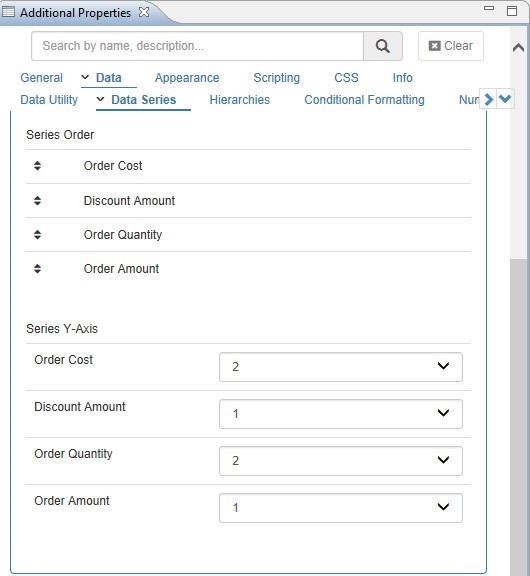 Additional Properties
Search by name, description...
Clear
General Data Appearance Scripting CSS Info
Data Utility Data Series Hierarchies Conditional Formatting
Series Order
Order Cost
Discount Amount
Order Quantity
Order Amount
Series Y-Axis
Order Cost 2
Discount Amount 1
Order Quantity 2
Order Amount 1